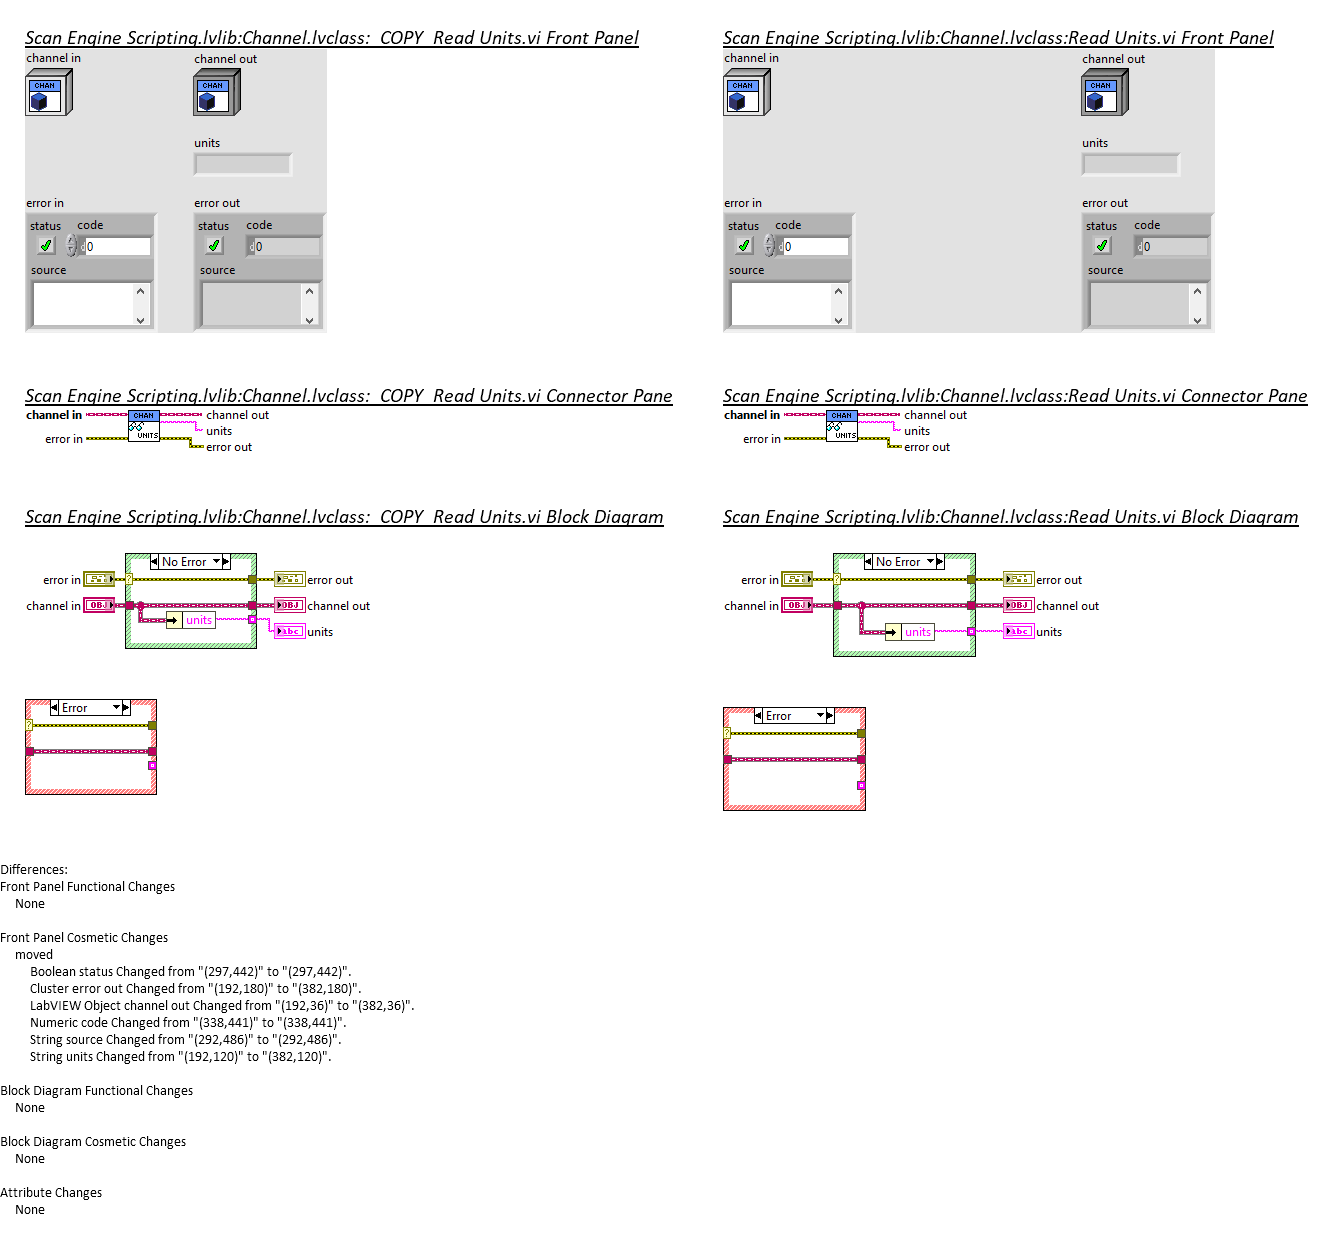 Scan Engine Scripting.lvlib:Channel.lvclass:  COPY  Read Units.vi Front Panel
channel in
channel out
CHAN
CHAN
units
error in
error out
status code
status code
0
0
source
source
Scan Engine Scripting.lvlib:Channel.lvclass:Read Units.vi Front Panel
channel in
channel out
CHAN
CHAN
units
error in
error out
status code
status code
0
0
source
source
Scan Engine Scripting.lvlib:Channel.lvclass:  COPY  Read Units.vi Connector Pane
channel in
CHAN
channel out
units
error in
UNITS
error out
Scan Engine Scripting.lvlib:Channel.lvclass:Read Units.vi Connector Pane
channel in
CHAN
channel out
units
error in
UNITS
error out
Scan Engine Scripting.lvlib:Channel.lvclass:  COPY  Read Units.vi Block Diagram
No Error
error in
?
error out
channel in
OBJ
OBJ
channel out
units
abc
units
Error
?
Scan Engine Scripting.lvlib:Channel.lvclass:Read Units.vi Block Diagram
No Error
error in
?
error out
channel in
OBJ
OBJ
channel out
units
abc
units
Error
?
Differences:
Front Panel Functional Changes
None
Front Panel Cosmetic Changes
moved
Boolean status Changed from "(297,442)" to "(297,442)".
Cluster error out Changed from "(192,180)" to "(382,180)".
LabVIEW Object channel out Changed from "(192,36)" to "(382,36)".
Numeric code Changed from "(338,441)" to "(338,441)".
String source Changed from "(292,486)" to "(292,486)".
String units Changed from "(192,120)" to "(382,120)".
Block Diagram Functional Changes
None
Block Diagram Cosmetic Changes
None
Attribute Changes
None